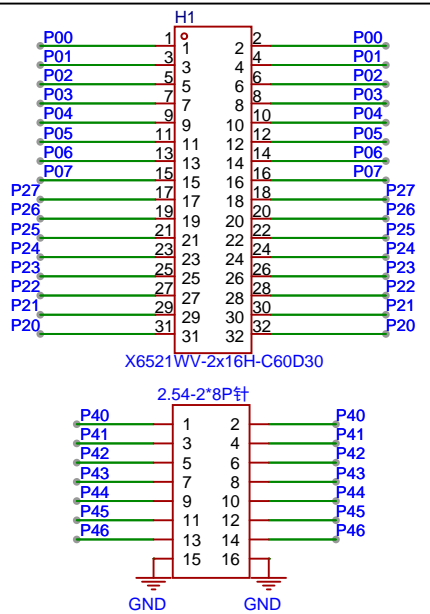 H1
P00 1 1 2 2 P00
P01 3 3 4 4 P01
P02 5 5 6 6 P02
P03 7 7 8 8 P03
P04 9 9 10 10 P04
P05 11 11 12 12 P05
P06 13 13 14 14 P06
P07 15 15 16 16 P07
P27 17 17 18 18 P27
P26 19 19 20 20 P26
P25 21 21 22 22 P25
P24 23 23 24 24 P24
P23 25 25 26 26 P23
P22 27 27 28 28 P22
P21 29 29 30 30 P21
P20 31 31 32 32 P20
X6521WV-2x16H-C60D30
2.54-2*8P针
P40 1 2 P40
P41 3 4 P41
P42 5 6 P42
P43 7 8 P43
P44 9 10 P44
P45 11 12 P45
P46 13 14 P46
15 16
GND GND